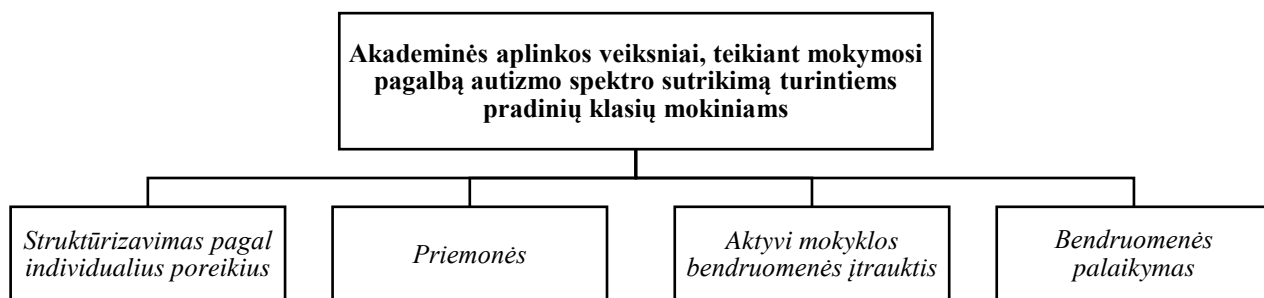 Akademinės aplinkos veiksniai, teikiant mokymosi
pagalbą autizmo spektro sutrikimą turintiems
pradinių klasių mokiniams
Struktūrizavimas pagal
individualius poreikius
Priemonės
Aktyvi mokyklos
bendruomenės įtrauktis
Bendruomenės
palaikymas